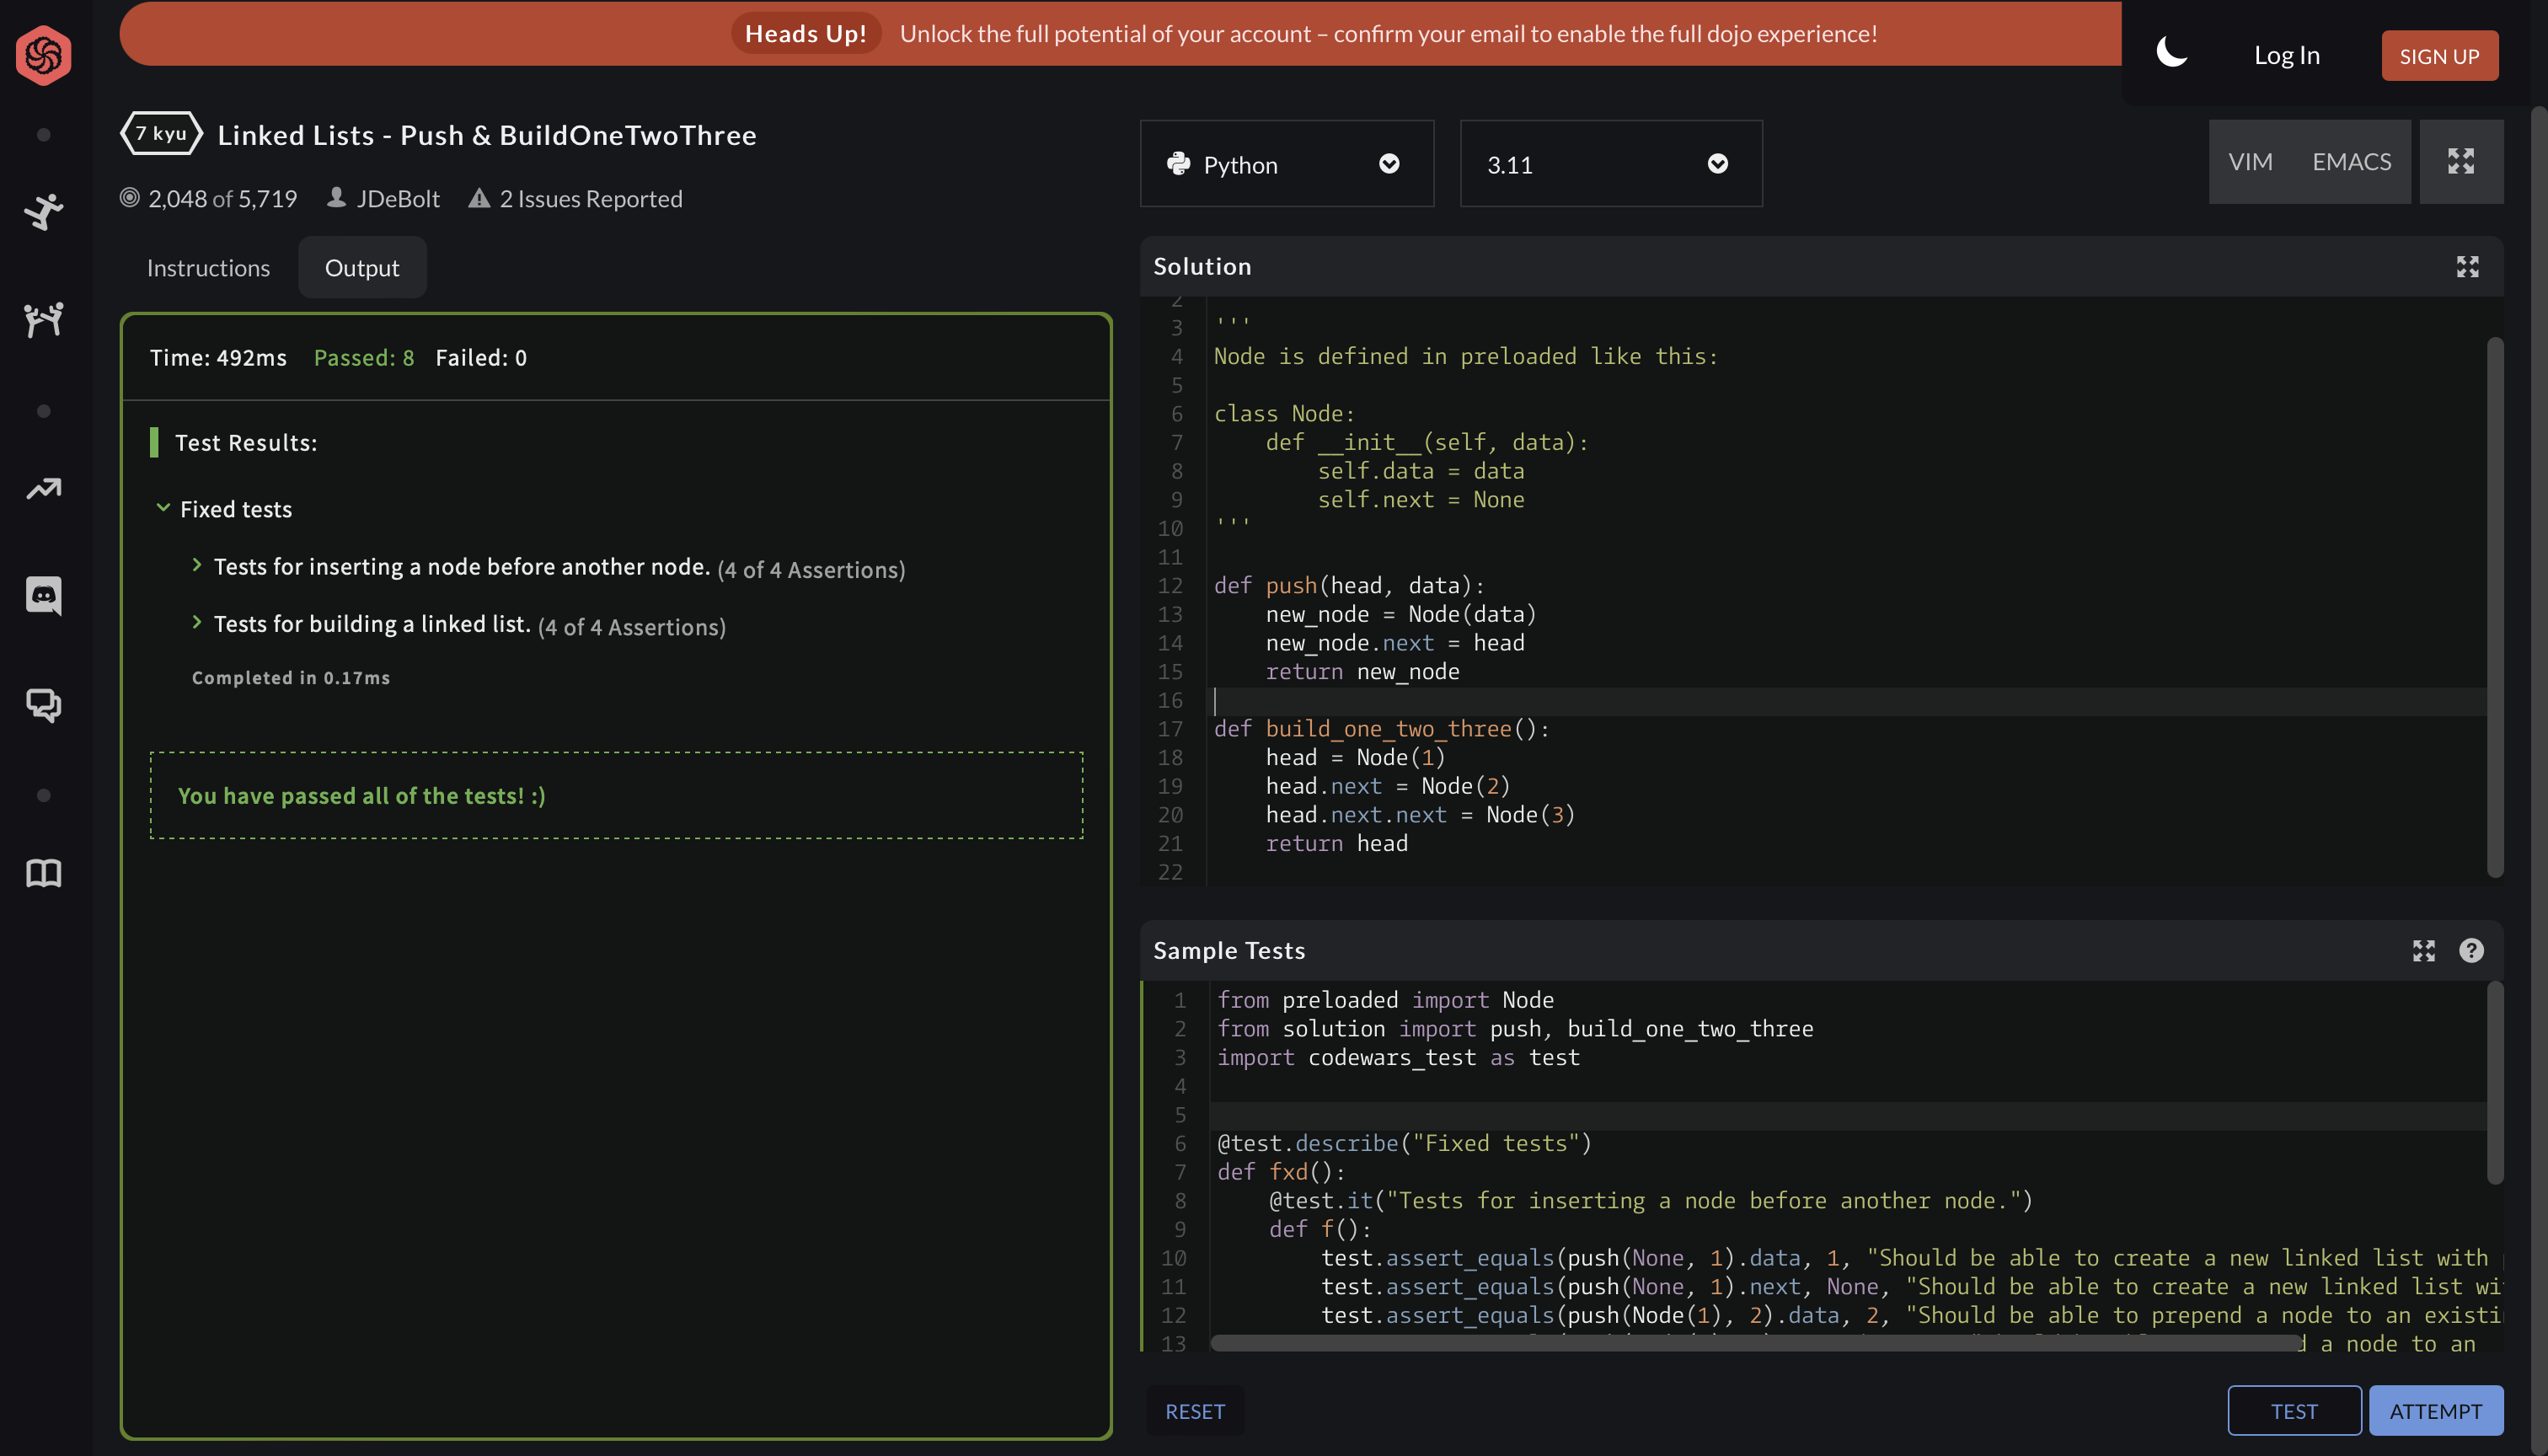 Heads Up! Unlock the full potential of your account – confirm your email to enable the full dojo experience!
Log In
SIGN UP
7 kyu Linked Lists - Push & BuildOneTwoThree
2,048 of 5,719 JDeBolt 2 Issues Reported
Instructions Output
Time: 492ms Passed: 8 Failed: 0
Test Results:
Fixed tests
Tests for inserting a node before another node. (4 of 4 Assertions)
Tests for building a linked list. (4 of 4 Assertions)
Completed in 0.17ms
You have passed all of the tests! :)
Python
3.11
VIM EMACS
Solution
2
3 '''
4 Node is defined in preloaded like this:
5
6 class Node:
7     def __init__(self, data):
8         self.data = data
9         self.next = None
10 '''
11
12 def push(head, data):
13     new_node = Node(data)
14     new_node.next = head
15     return new_node
16
17 def build_one_two_three():
18     head = Node(1)
19     head.next = Node(2)
20     head.next.next = Node(3)
21     return head
22
Sample Tests
1 from preloaded import Node
2 from solution import push, build_one_two_three
3 import codewars_test as test
4
5
6 @test.describe("Fixed tests")
7 def fxd():
8     @test.it("Tests for inserting a node before another node.")
9     def f():
10         test.assert_equals(push(None, 1).data, 1, "Should be able to create a new linked list with
11         test.assert_equals(push(None, 1).next, None, "Should be able to create a new linked list wi
12         test.assert_equals(push(Node(1), 2).data, 2, "Should be able to prepend a node to an existi
13 a node to an
RESET
TEST
ATTEMPT